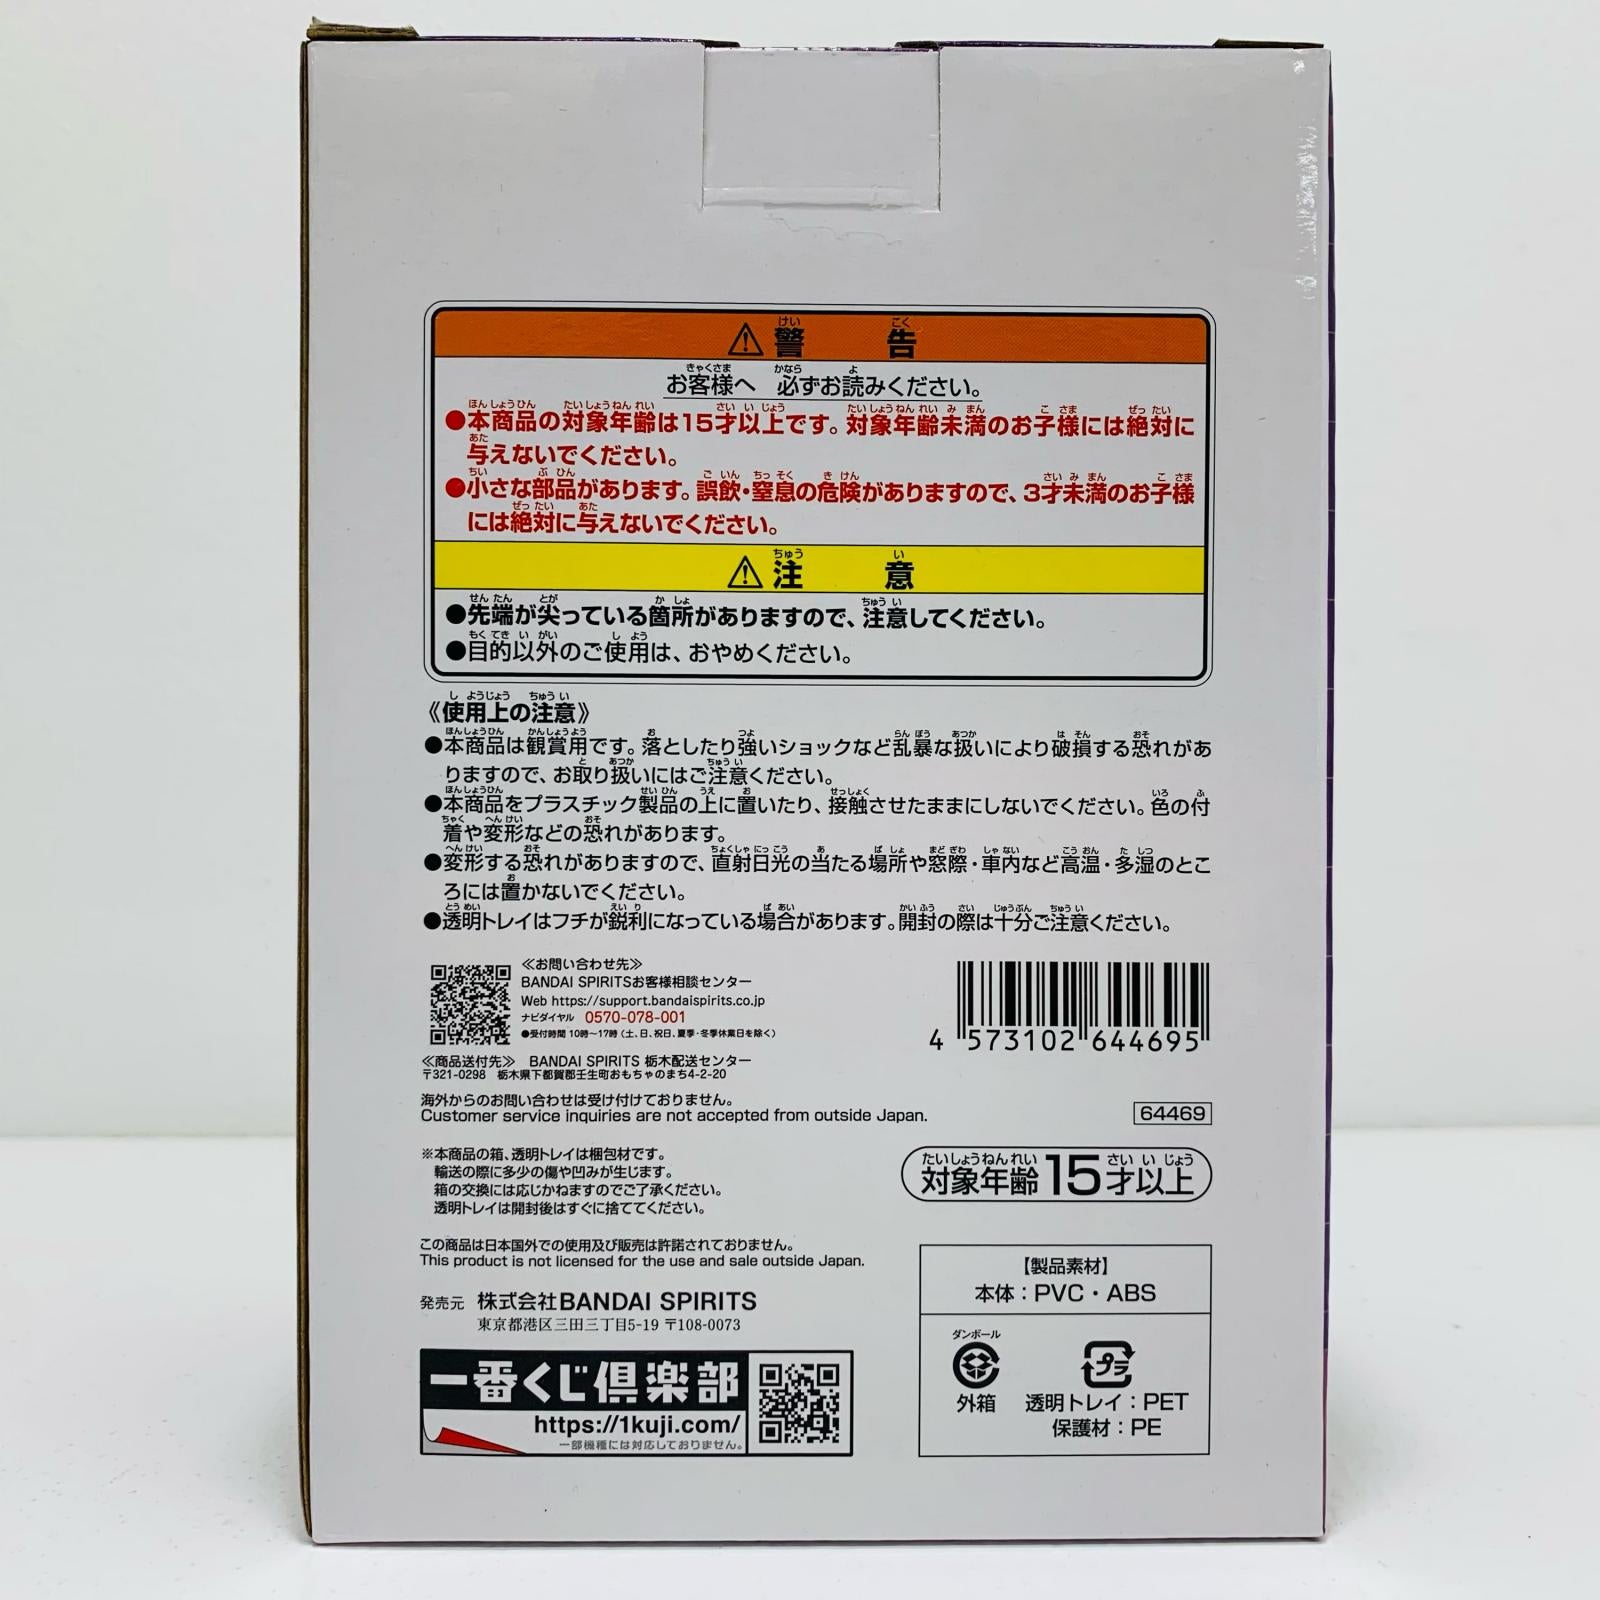 ⚠警告
お客様へ 必ずお読みください。
●本商品の対象年齢は15才以上です。対象年齢未満のお子様には絶対に
与えないでください。
●小さな部品があります。誤飲・窒息の危険がありますので、3才未満のお子様
には絶対に与えないでください。
⚠注意
●先端が尖っている箇所がありますので、注意してください。
●目的以外のご使用は、おやめください。
《使用上の注意》
●本商品は観賞用です。落としたり強いショックなど乱暴な扱いにより破損する恐れがあ
りますので、お取り扱いにはご注意ください。
●本商品をプラスチック製品の上に置いたり、接触させたままにしないでください。色の付
着や変形などの恐れがあります。
●変形する恐れがありますので、直射日光の当たる場所や窓際・車内など高温・多湿のとこ
ろには置かないでください。
●透明トレイはフチが鋭利になっている場合があります。開封の際は十分ご注意ください。
≪お問い合わせ先≫
BANDAI SPIRITSお客様相談センター
Web https://support.bandaispirits.co.jp
ナビダイヤル 0570-078-001
●受付時間 10時～17時(土、日、祝日、夏季・冬季休業日を除く)
≪商品送付先≫ BANDAI SPIRITS 栃木配送センター
〒321-0298 栃木県下都賀郡壬生町おもちゃのまち4-2-20
4 573102 644695
海外からのお問い合わせは受け付けておりません。
Customer service inquiries are not accepted from outside Japan.
64469
※本商品の箱、透明トレイは梱包材です。
輸送の際に多少の傷や凹みが生じます。
箱の交換には応じかねますのでご了承ください。
透明トレイは開封後はすぐに捨ててください。
対象年齢15才以上
この商品は日本国外での使用及び販売は許諾されておりません。
This product is not licensed for the use and sale outside Japan.
発売元 株式会社BANDAI SPIRITS
東京都港区三田三丁目5-19 〒108-0073
一番くじ倶楽部
https://1kuji.com/
一部機種には対応しておりません。
【製品素材】
本体：PVC・ABS
ダンボール
外箱
プラ
透明トレイ：PET
保護材：PE